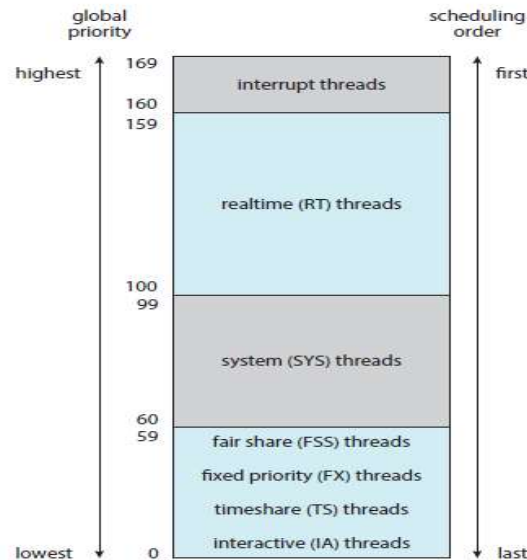 global
priority
scheduling
order
highest
169
interrupt threads
first
160
159
realtime (RT) threads
100
99
system (SYS) threads
60
59
fair share (FSS) threads
fixed priority (FX) threads
timeshare (TS) threads
lowest
0
interactive (IA) threads
last